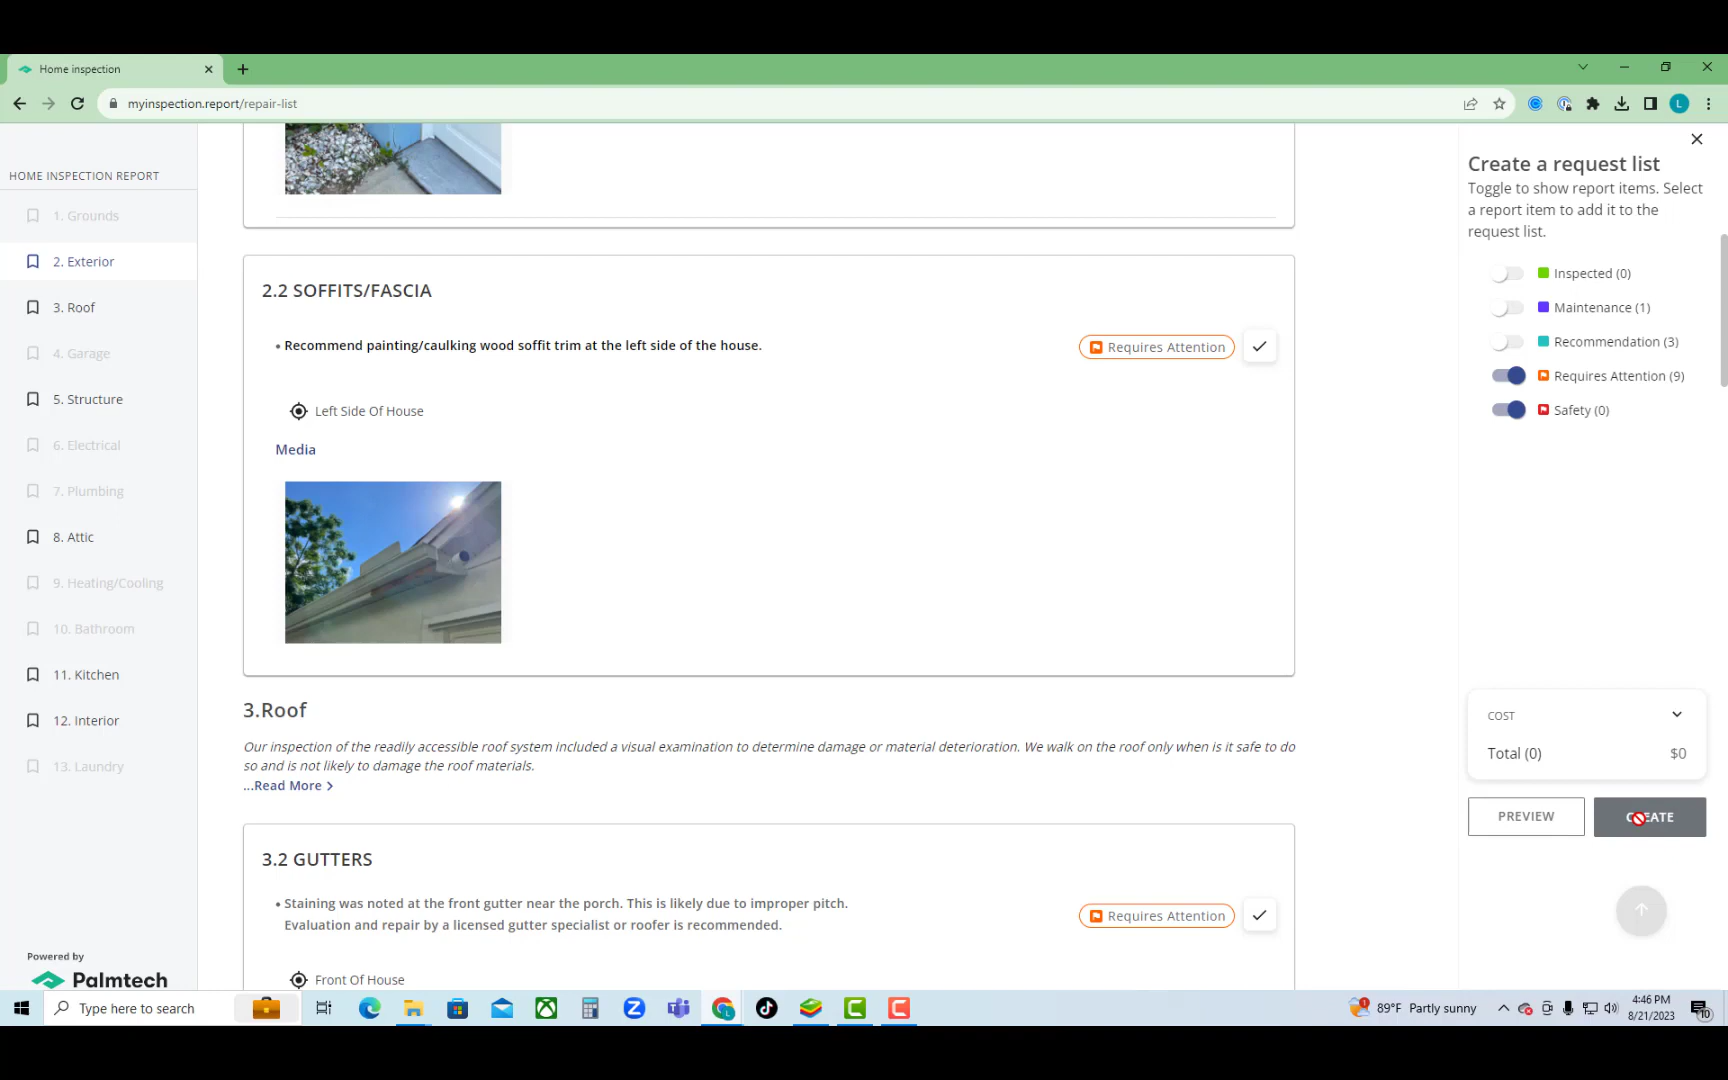 Home inspection
myinspection.report/repair-list
L
HOME INSPECTION REPORT
1. Grounds
2. Exterior
3. Roof
4. Garage
5. Structure
6. Electrical
7. Plumbing
8. Attic
9. Heating/Cooling
10. Bathroom
11. Kitchen
12. Interior
13. Laundry
Powered by
Palmtech
2.2 SOFFITS/FASCIA
• Recommend painting/caulking wood soffit trim at the left side of the house.
Requires Attention
Left Side Of House
Media
3.Roof
Our inspection of the readily accessible roof system included a visual examination to determine damage or material deterioration. We walk on the roof only when is it safe to do
so and is not likely to damage the roof materials.
...Read More >
3.2 GUTTERS
• Staining was noted at the front gutter near the porch. This is likely due to improper pitch.
Evaluation and repair by a licensed gutter specialist or roofer is recommended.
Requires Attention
Front Of House
Create a request list
Toggle to show report items. Select
a report item to add it to the
request list.
Inspected (0)
Maintenance (1)
Recommendation (3)
Requires Attention (9)
Safety (0)
COST
Total (0) $0
PREVIEW
CREATE
Type here to search
89°F Partly sunny
4:46 PM
8/21/2023
10